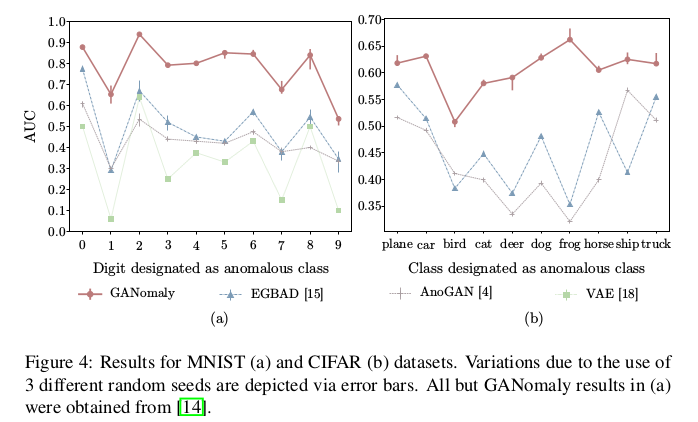 AUC
1.0
0.9
0.8
0.7
0.6
0.5
0.4
0.3
0.2
0.1
0.0
0 1 2 3 4 5 6 7 8 9
Digit designated as anomalous class
0.70
0.65
0.60
0.55
0.50
0.45
0.40
0.35
plane car bird cat deer dog frog horse ship truck
Class designated as anomalous class
GANomaly EGBAD [15] AnoGAN [4] VAE [18]
(a) (b)
Figure 4: Results for MNIST (a) and CIFAR (b) datasets. Variations due to the use of
3 different random seeds are depicted via error bars. All but GANomaly results in (a)
were obtained from [14].